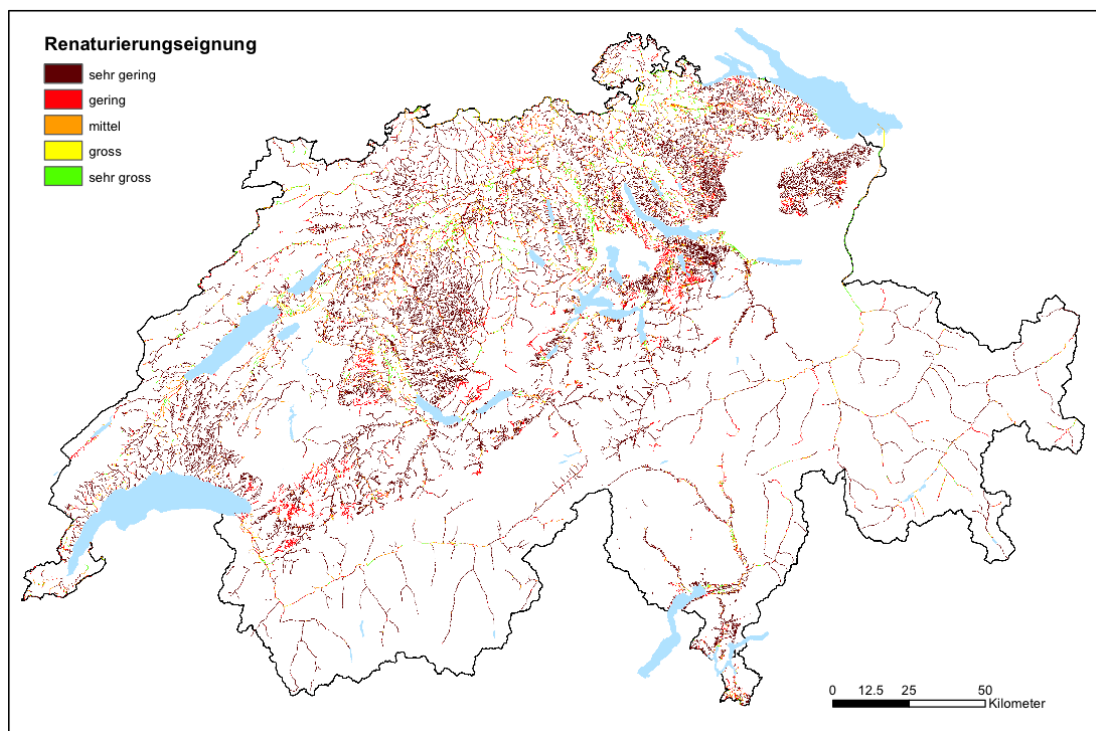 Renaturierungseignung
sehr gering
gering
mittel
gross
sehr gross
0 12.5 25 50
Kilometer